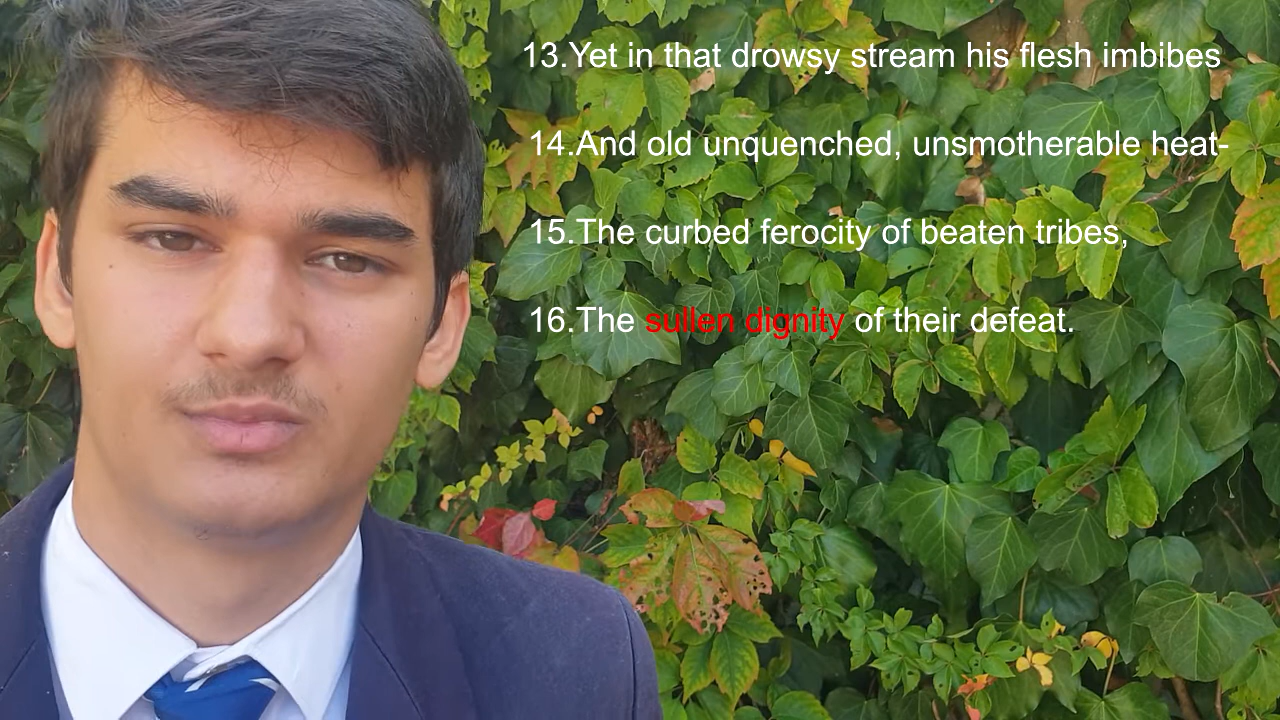 13.Yet in that drowsy stream his flesh imbibes
14.And old unquenched, unsmotherable heat-
15.The curbed ferocity of beaten tribes,
16.The sullen dignity of their defeat.